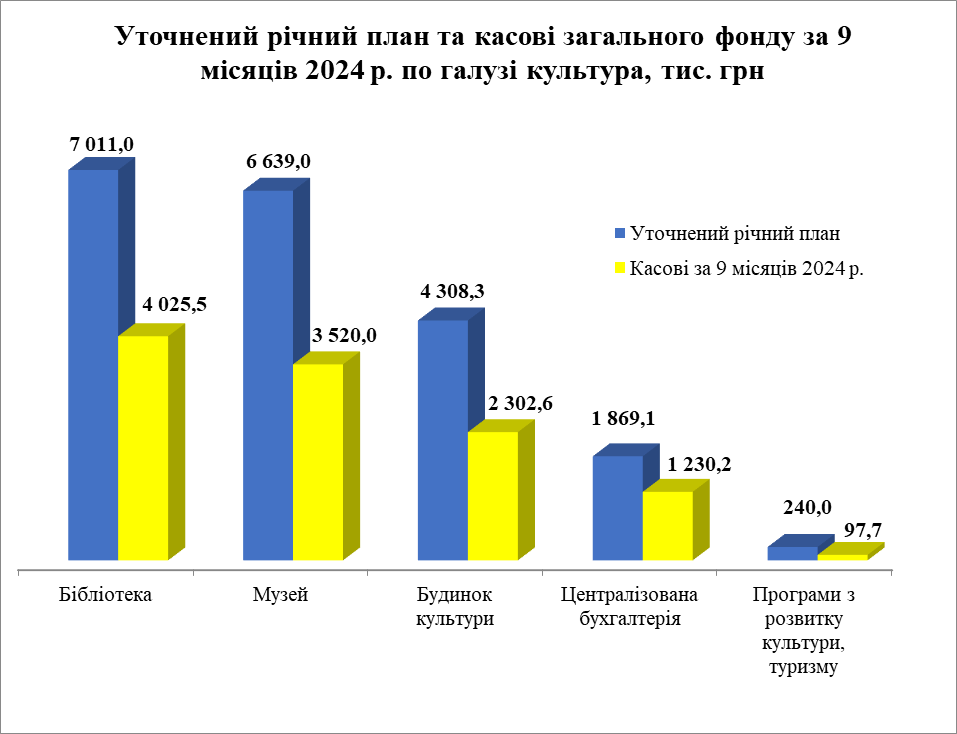 Уточнений річний план та касові загального фонду за 9
місяців 2024 р. по галузі культура, тис. грн
7 011,0
6 639,0
4 025,5
3 520,0
4 308,3
2 302,6
1 869,1
1 230,2
240,0
97,7
Уточнений річний план
Касові за 9 місяців 2024 р.
Бібліотека
Музей
Будинок
культури
Централізована
бухгалтерія
Програми з
розвитку
культури,
туризму